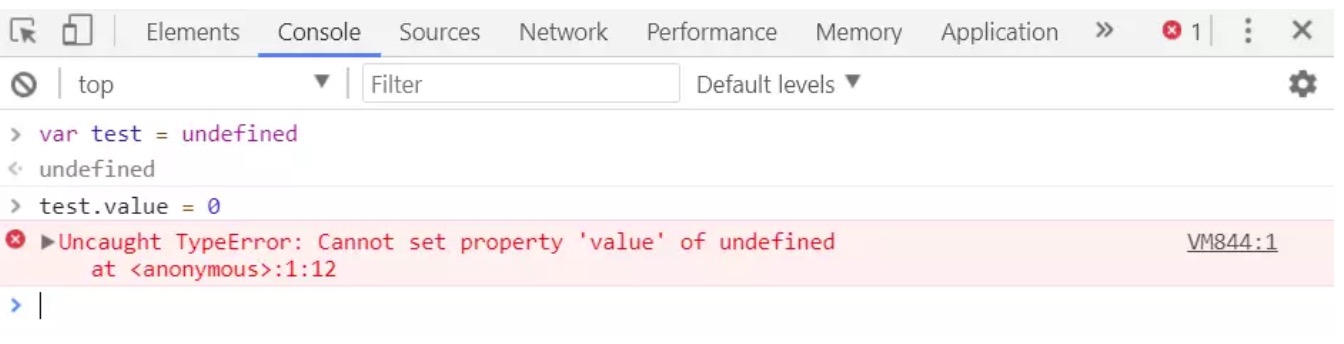 Elements Console Sources Network Performance Memory Application » 1
top Filter Default levels
> var test = undefined
undefined
> test.value = 0
Uncaught TypeError: Cannot set property 'value' of undefined VM844:1
at <anonymous>:1:12
>